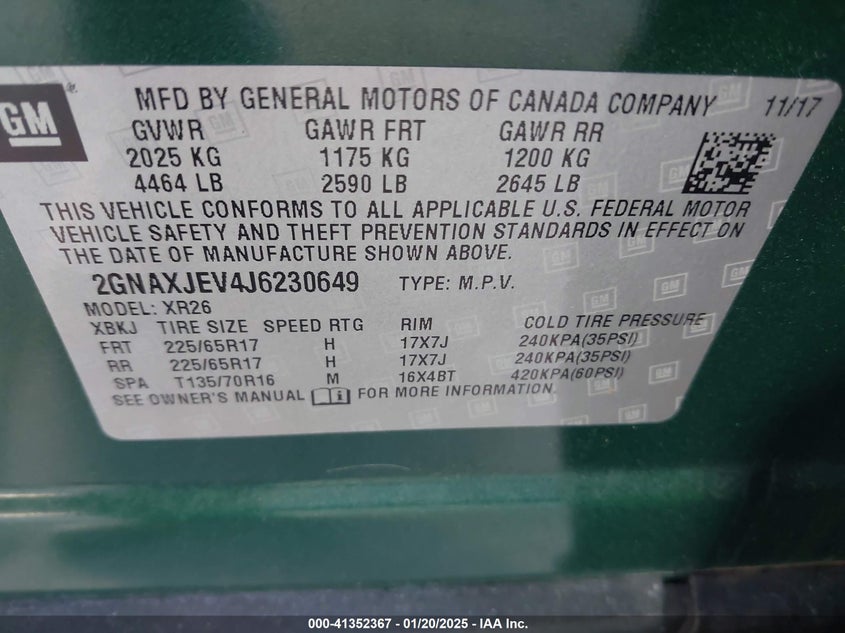 GM
MFD BY GENERAL MOTORS OF CANADA COMPANY 11/17
GVWR GAWR FRT GAWR RR
2025 KG 1175 KG 1200 KG
4464 LB 2590 LB 2645 LB
THIS VEHICLE CONFORMS TO ALL APPLICABLE U.S. FEDERAL MOTOR
VEHICLE SAFETY AND THEFT PREVENTION STANDARDS IN EFFECT ON
THE DATE OF MANUFACTURE SHOWN ABOVE.
2GNAXJEV4J6230649 TYPE: M.P.V.
MODEL: XR26
XBKJ TIRE SIZE SPEED RTG RIM COLD TIRE PRESSURE
FRT 225/65R17 H 17X7J 240KPA(35PSI)
RR 225/65R17 H 17X7J 240KPA(35PSI)
SPA T135/70R16 M 16X4BT 420KPA(60PSI)
SEE OWNER'S MANUAL FOR MORE INFORMATION.
000-41352367 - 01/20/2025 - IAA Inc.